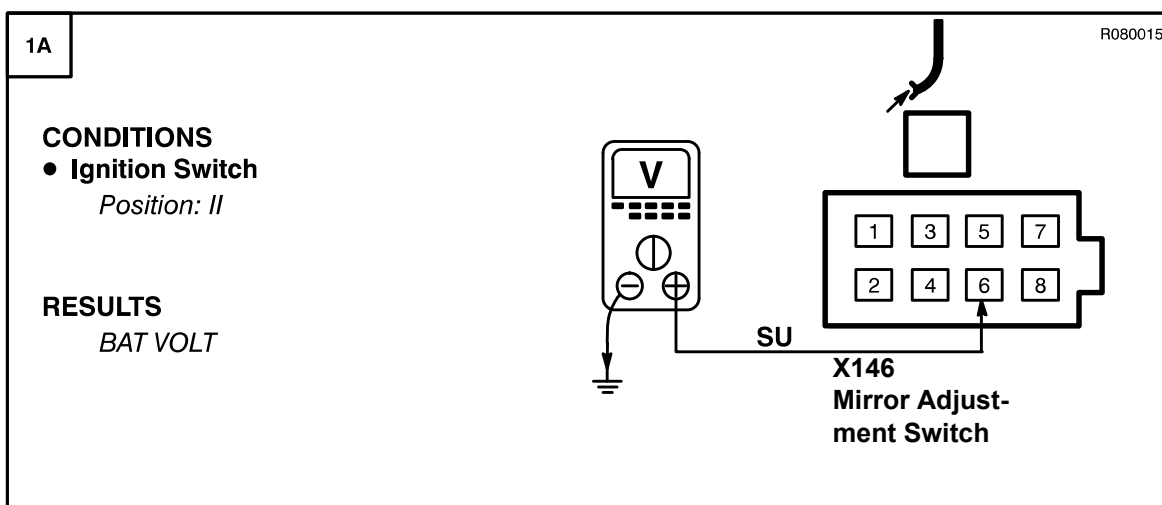 1A
R080015
CONDITIONS
● Ignition Switch
Position: II
RESULTS
BAT VOLT
V
1 3 5 7
2 4 6 8
SU
X146
Mirror Adjust-
ment Switch